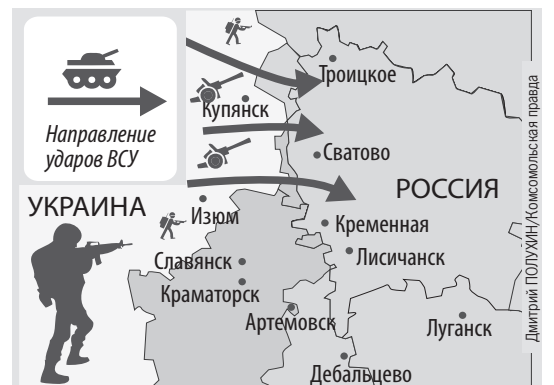 Троицкое
Купянск
Направление
ударов ВСУ
Сватово
РОССИЯ
УКРАИНА
Изюм
Кременная
Славянск
Лисичанск
Краматорск
Артемовск
Луганск
Дебальцево
Дмитрий ПОЛУХИН/Комсомольская правда